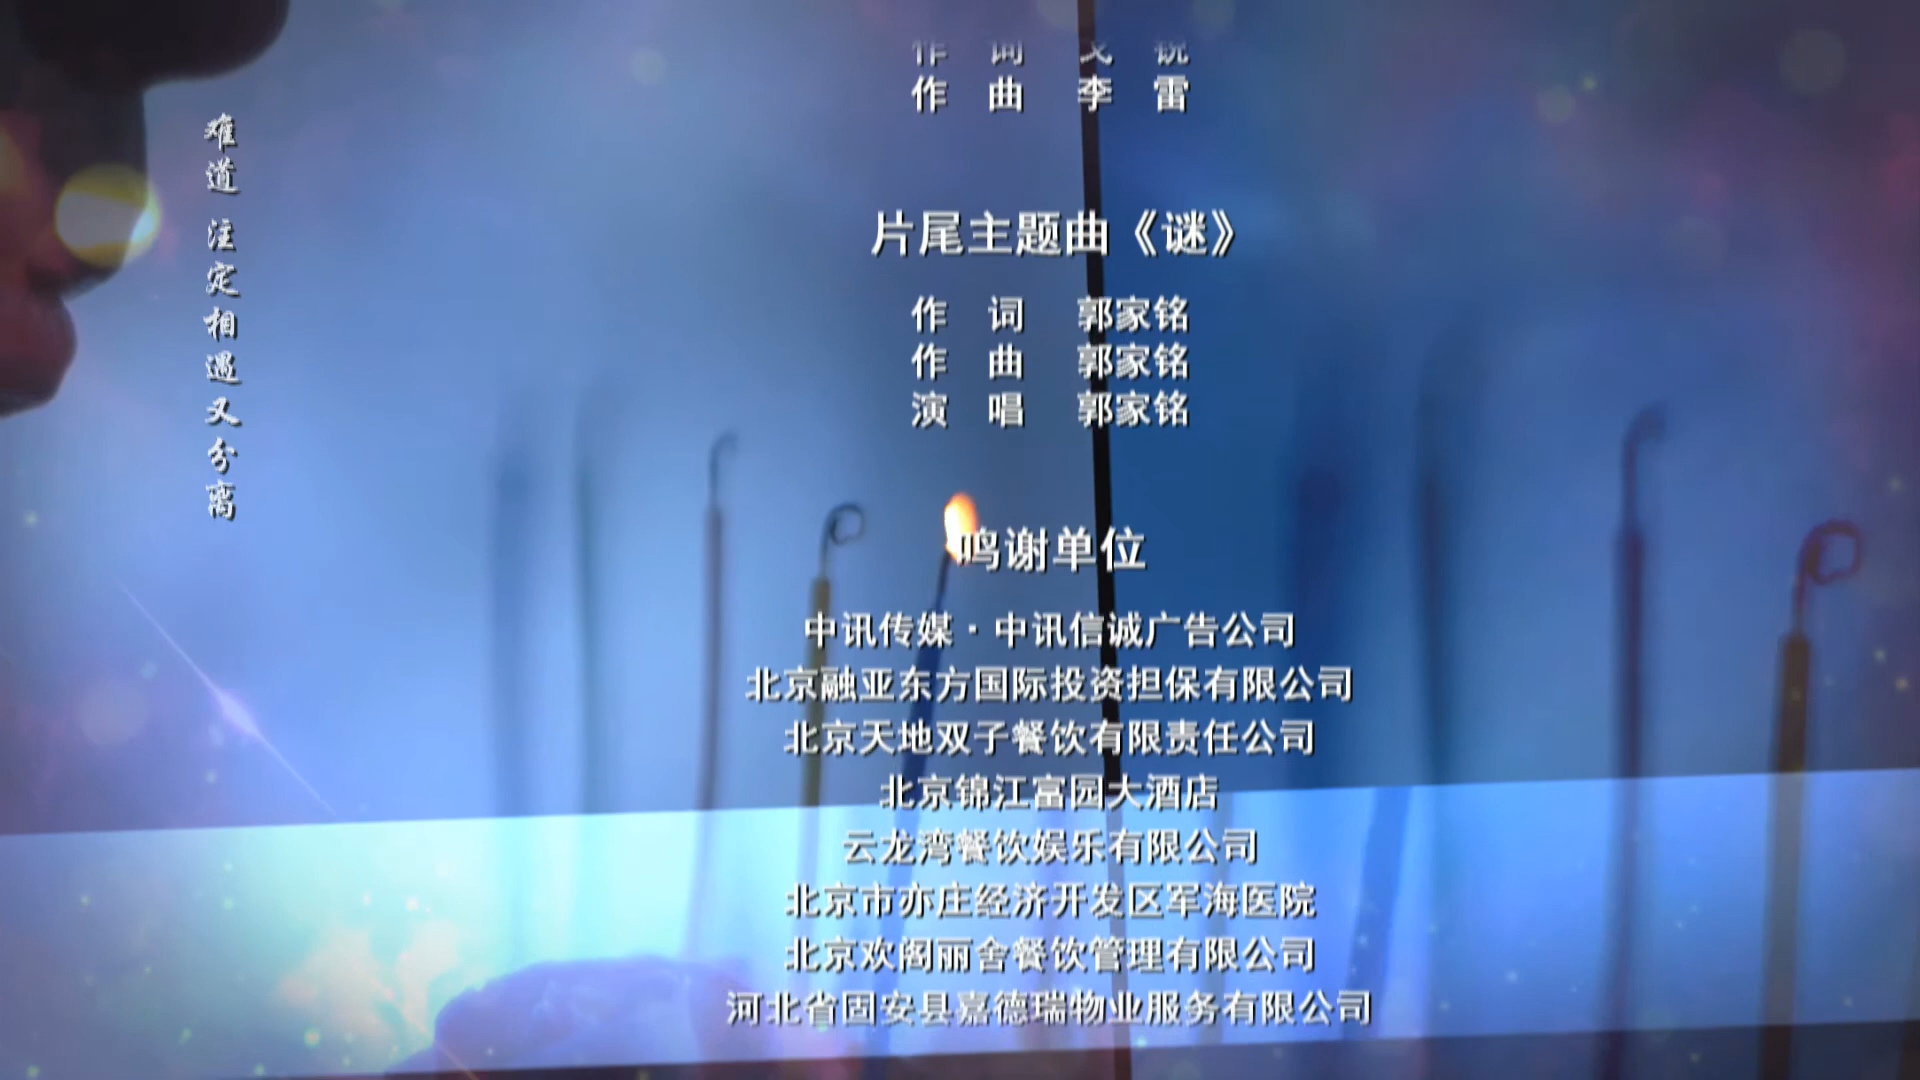 作 词 戈 锐
作 曲 李 雷
难道 注定相遇又分离
片尾主题曲《谜》
作 词 郭家铭
作 曲 郭家铭
演 唱 郭家铭
鸣谢单位
中讯传媒·中讯信诚广告公司
北京融亚东方国际投资担保有限公司
北京天地双子餐饮有限责任公司
北京锦江富园大酒店
云龙湾餐饮娱乐有限公司
北京市亦庄经济开发区军海医院
北京欢阁丽舍餐饮管理有限公司
河北省固安县嘉德瑞物业服务有限公司